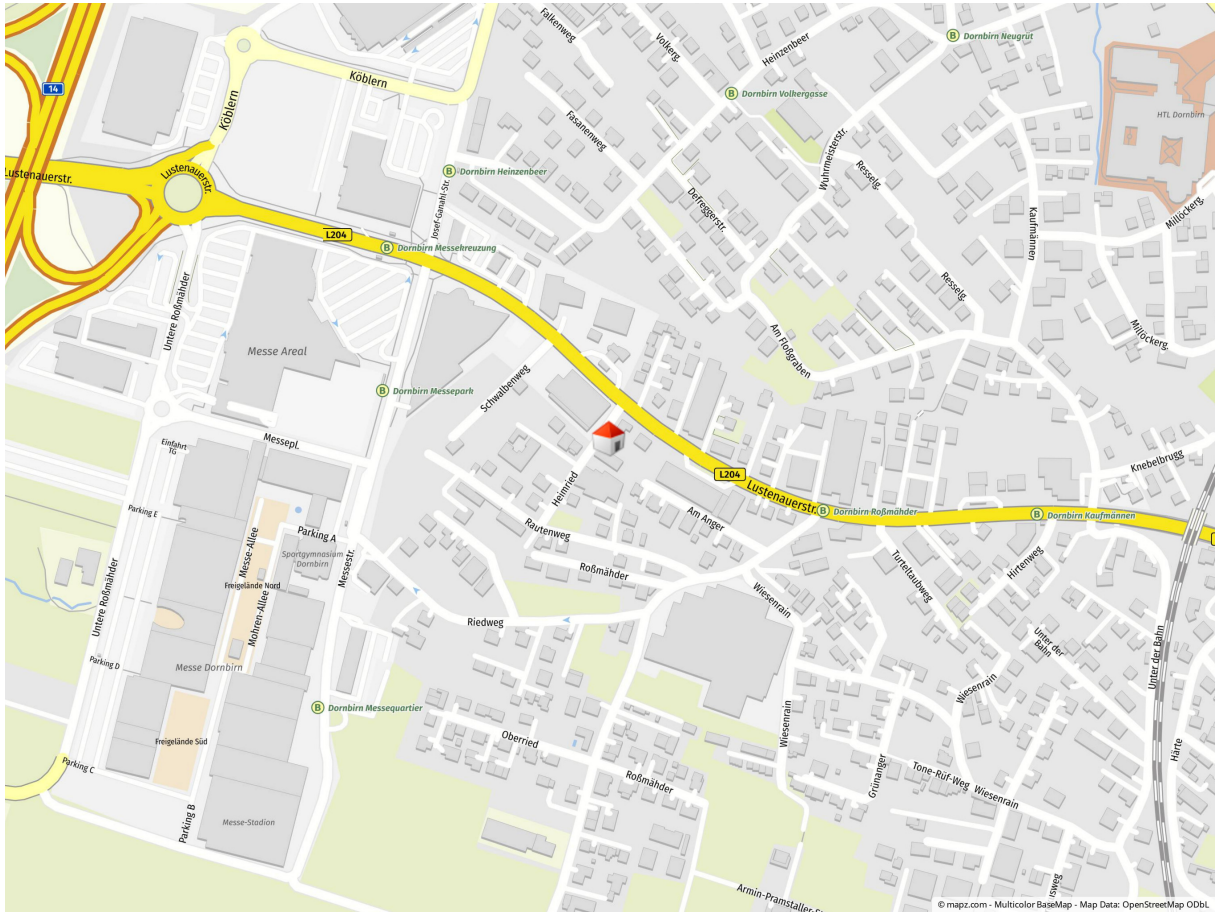 Falkenweg
Volkerg.
Heinzenbeer
B Dornbirn Neugrüt
Köblern
14
Köblern
B Dornbirn Volkergasse
HTL Dornbirn
Fasanenweg
Wuhrmeisterstr.
Lustenauerstr.
Lustenauerstr.
B Dornbirn Heinzenbeer
Resselg.
Josef-Ganahl-Str.
Defreggerstr.
Kaufmännen
Millöckerg.
L204
B Dornbirn Messekreuzung
Untere Roßmähder
Resselg.
Messe Areal
Am Floßgraben
Millöckerg.
Schwalbenweg
B Dornbirn Messepark
Messepl.
Einfahrt
TG
Knebelbrugg
L204
Lustenauerstr.
Heimried
Parking E
Am Anger
B Dornbirn Roßmähder
B Dornbirn Kaufmännen
Messe-Allee
Parking A
Rautenweg
Sportgymnasium
Dornbirn
Messestr.
Roßmähder
Turteltaubweg
Hirtenweg
Freigelände Nord
Untere Roßmähder
Mohren-Allee
Wiesenrain
Riedweg
Unter der
Bahn
Unter der Bahn
Parking D
Messe Dornbirn
Wiesenrain
B Dornbirn Messequartier
Wiesenrain
Oberried
Freigelände Süd
Härte
Parking C
Roßmähder
Grünanger
Tone-Rüf-Weg
Wiesenrain
Parking B
Messe-Stadion
Armin-Pramstaller-S
usweg
© mapz.com - Multicolor BaseMap - Map Data: OpenStreetMap ODbL